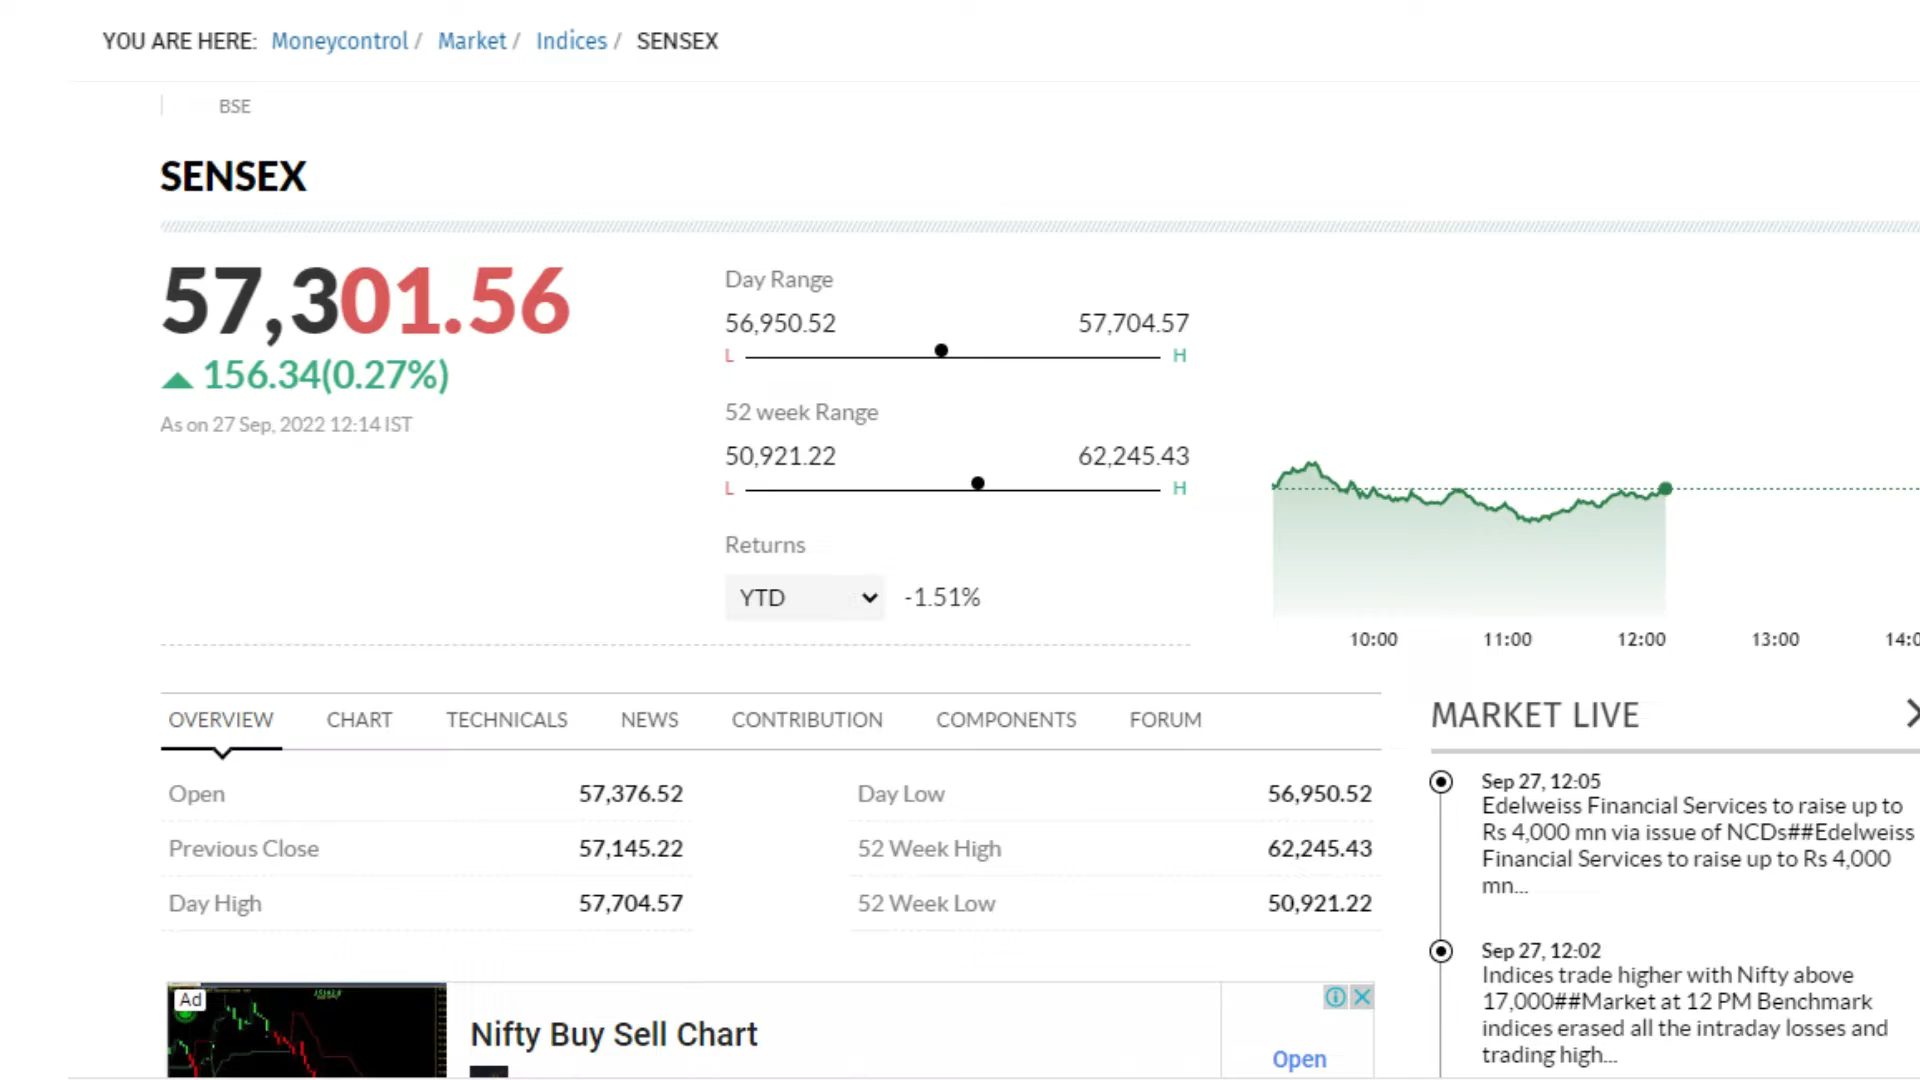 YOU ARE HERE: Moneycontrol / Market / Indices / SENSEX
BSE
SENSEX
57,301.56
156.34(0.27%)
As on 27 Sep, 2022 12:14 IST
Day Range
56,950.52 57,704.57
L H
52 week Range
50,921.22 62,245.43
L H
Returns
YTD -1.51%
10:00 11:00 12:00 13:00 14:0
OVERVIEW CHART TECHNICALS NEWS CONTRIBUTION COMPONENTS FORUM
Open 57,376.52 Day Low 56,950.52
Previous Close 57,145.22 52 Week High 62,245.43
Day High 57,704.57 52 Week Low 50,921.22
MARKET LIVE
Sep 27, 12:05
Edelweiss Financial Services to raise up to
Rs 4,000 mn via issue of NCDs##Edelweiss
Financial Services to raise up to Rs 4,000
mn...
Sep 27, 12:02
Indices trade higher with Nifty above
17,000##Market at 12 PM Benchmark
indices erased all the intraday losses and
trading high...
Ad
Nifty Buy Sell Chart
Open